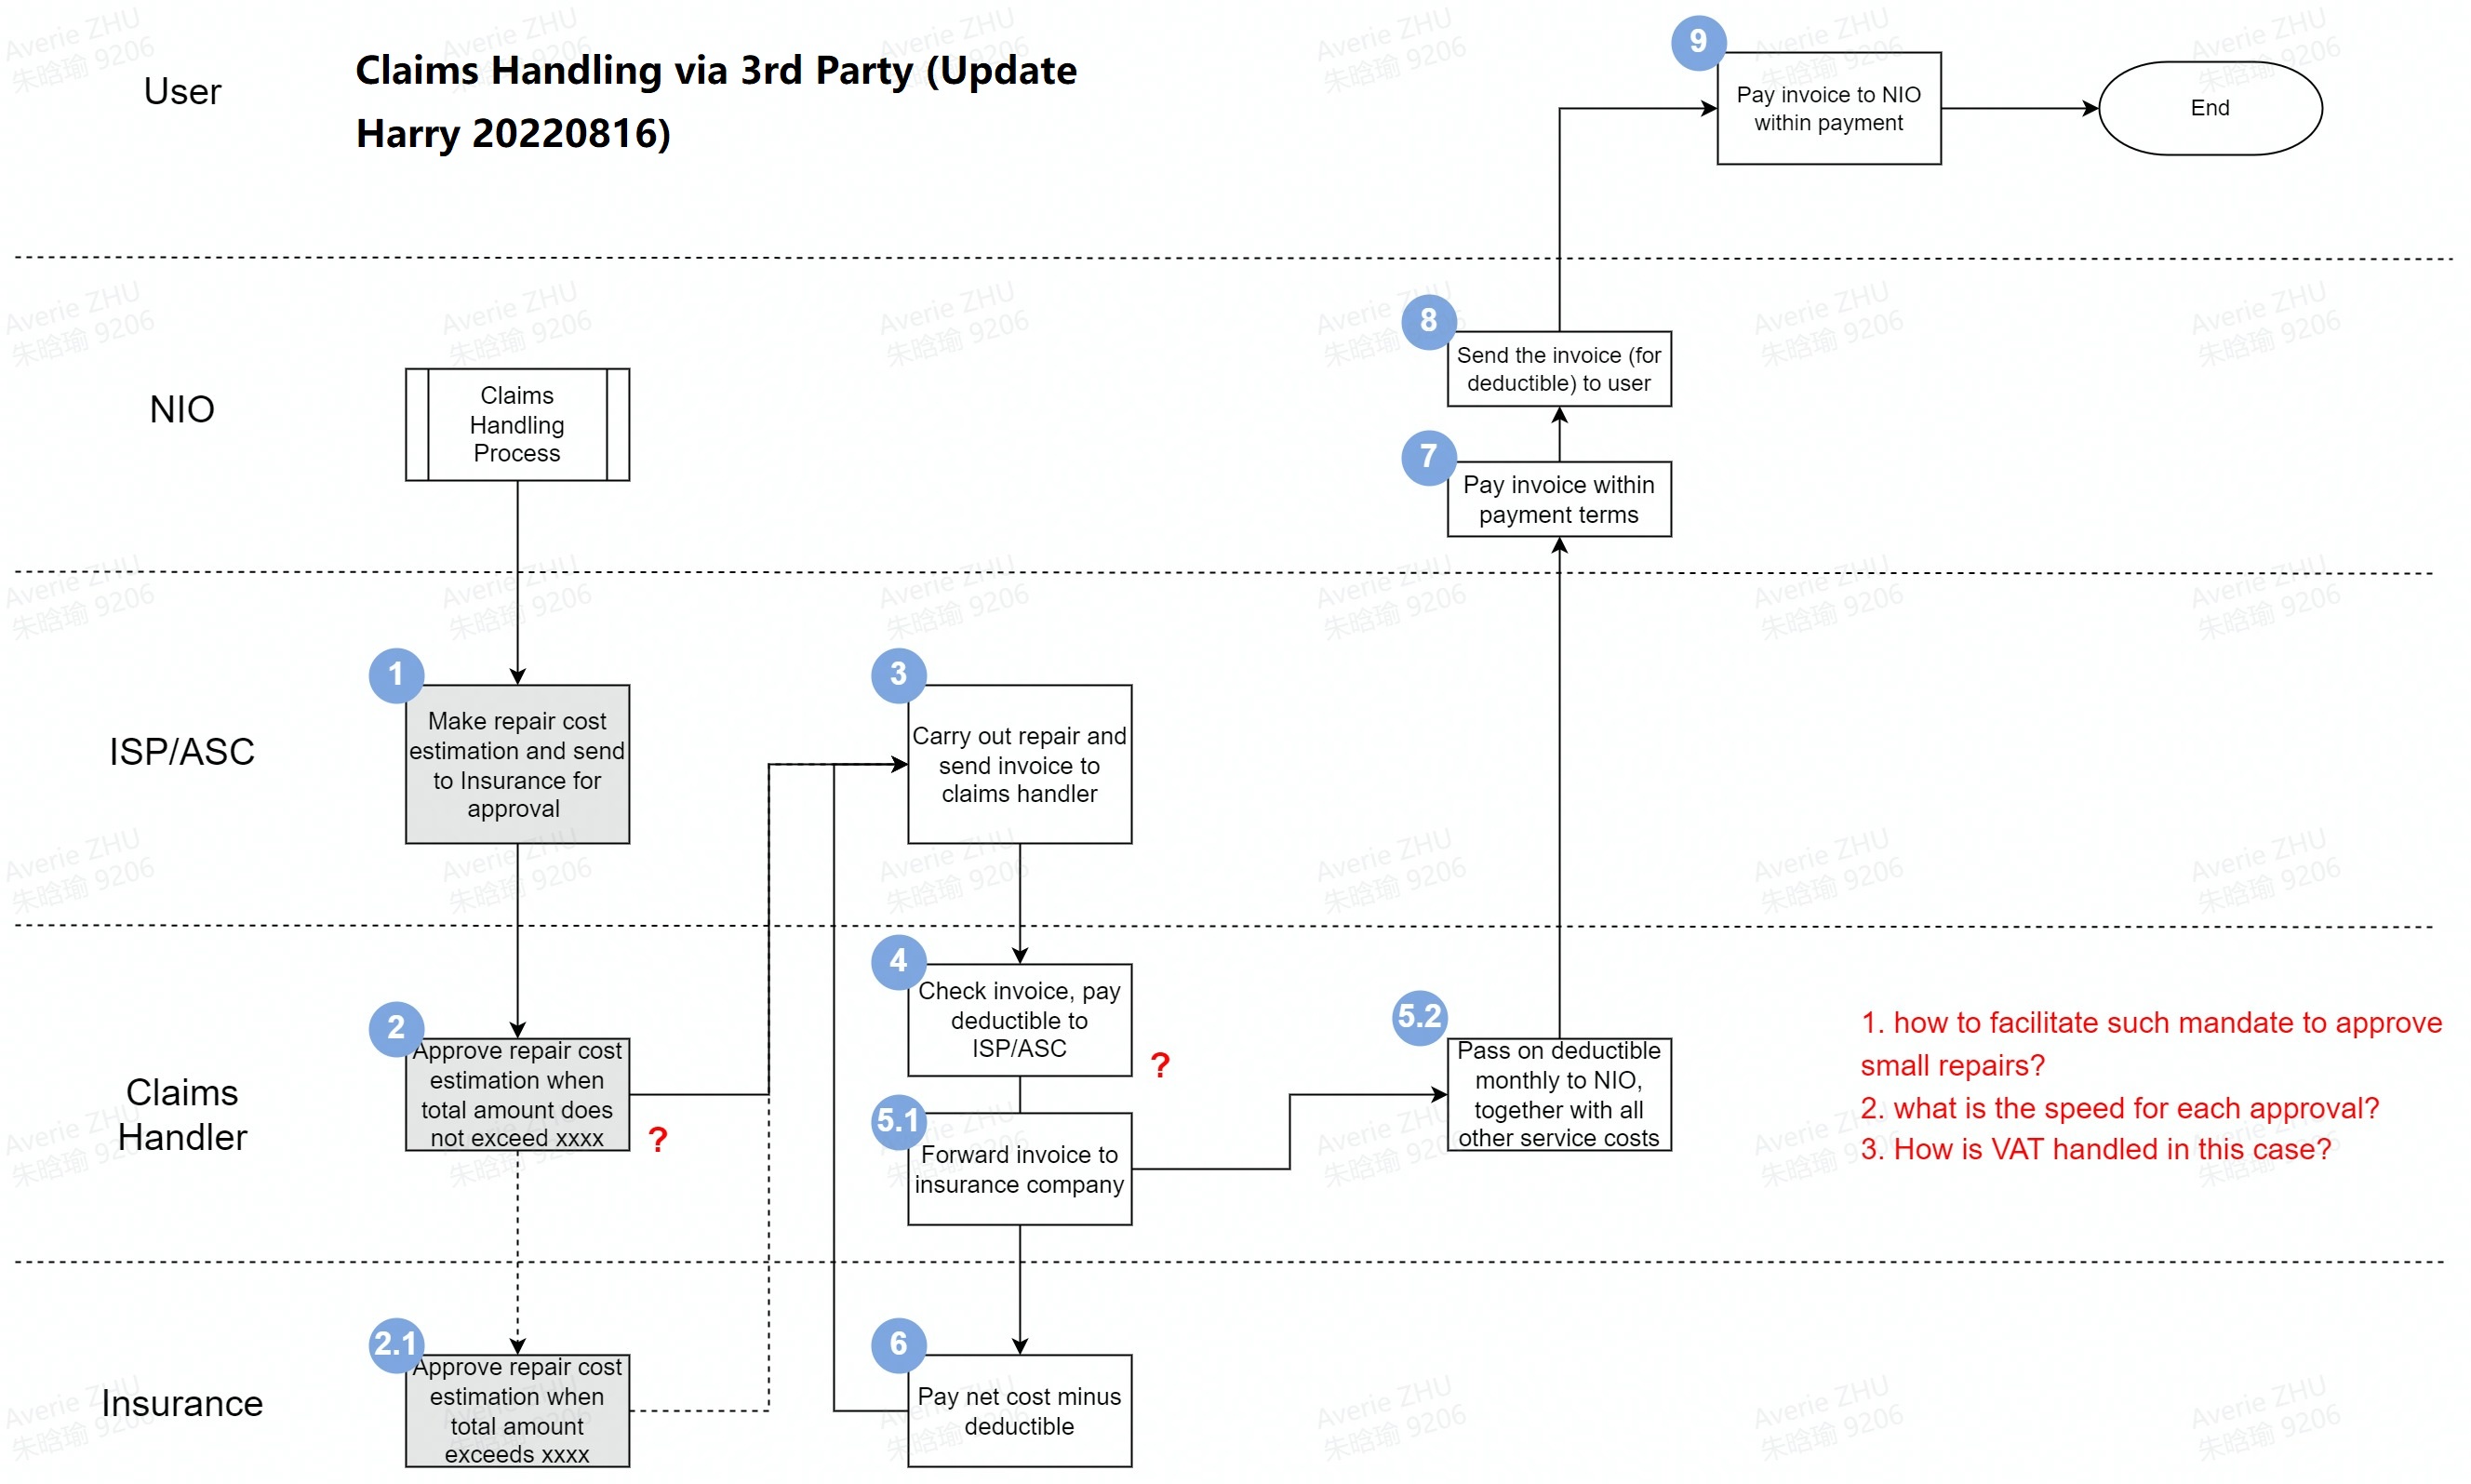 Claims Handling via 3rd Party (Update
Harry 20220816)
User
9
Pay invoice to NIO
within payment
End
NIO
Claims
Handling
Process
8
Send the invoice (for
deductible) to user
7
Pay invoice within
payment terms
ISP/ASC
1
Make repair cost
estimation and send
to Insurance for
approval
3
Carry out repair and
send invoice to
claims handler
Claims
Handler
2
Approve repair cost
estimation when
total amount does
not exceed xxxx
?
4
Check invoice, pay
deductible to
ISP/ASC
?
5.1
Forward invoice to
insurance company
5.2
Pass on deductible
monthly to NIO,
together with all
other service costs
1. how to facilitate such mandate to approve
small repairs?
2. what is the speed for each approval?
3. How is VAT handled in this case?
Insurance
2.1
Approve repair cost
estimation when
total amount
exceeds xxxx
6
Pay net cost minus
deductible
Averie ZHU
朱晗瑜 9206